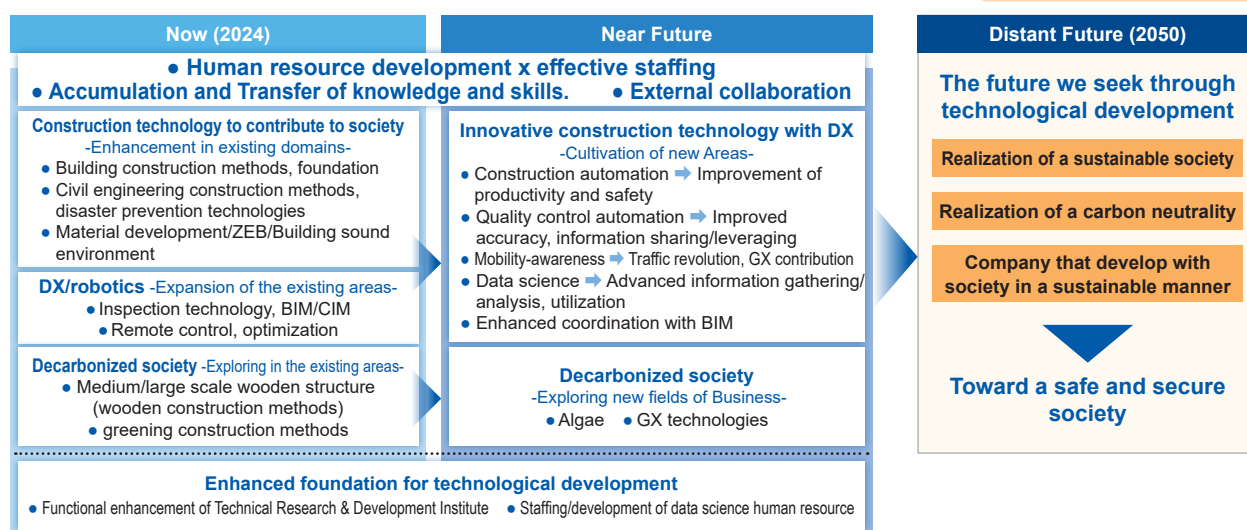 Now (2024)
Near Future
Distant Future (2050)
● Human resource development x effective staffing
● Accumulation and Transfer of knowledge and skills. ● External collaboration
Construction technology to contribute to society
-Enhancement in existing domains-
● Building construction methods, foundation
● Civil engineering construction methods,
disaster prevention technologies
● Material development/ZEB/Building sound
environment
DX/robotics -Expansion of the existing areas-
● Inspection technology, BIM/CIM
● Remote control, optimization
Decarbonized society -Exploring in the existing areas-
● Medium/large scale wooden structure
(wooden construction methods)
● greening construction methods
Innovative construction technology with DX
-Cultivation of new Areas-
● Construction automation ➡ Improvement of
productivity and safety
● Quality control automation ➡ Improved
accuracy, information sharing/leveraging
● Mobility-awareness ➡ Traffic revolution, GX contribution
● Data science ➡ Advanced information gathering/
analysis, utilization
● Enhanced coordination with BIM
Decarbonized society
-Exploring new fields of Business-
● Algae ● GX technologies
Enhanced foundation for technological development
● Functional enhancement of Technical Research & Development Institute ● Staffing/development of data science human resource
The future we seek through
technological development
Realization of a sustainable society
Realization of a carbon neutrality
Company that develop with
society in a sustainable manner
Toward a safe and secure
society